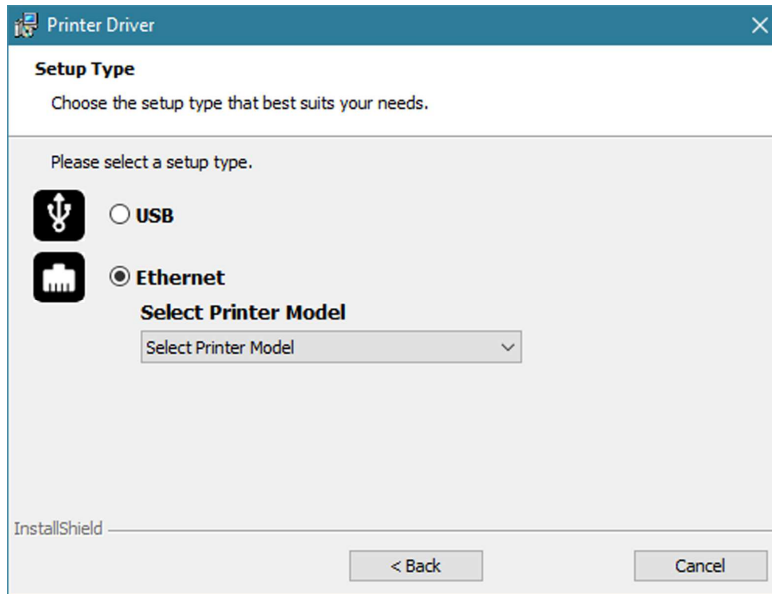 Printer Driver
Setup Type
Choose the setup type that best suits your needs.
Please select a setup type.
USB
Ethernet
Select Printer Model
Select Printer Model
InstallShield
< Back
Cancel